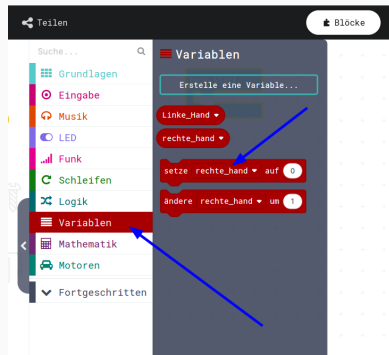 Teilen
Blöcke
Suche...
Grundlagen
Eingabe
Musik
LED
Funk
Schleifen
Logik
Variablen
Mathematik
Motoren
Fortgeschritten
Variablen
Erstelle eine Variable...
Linke_Hand
rechte_hand
setze rechte_hand auf 0
ändere rechte_hand um 1